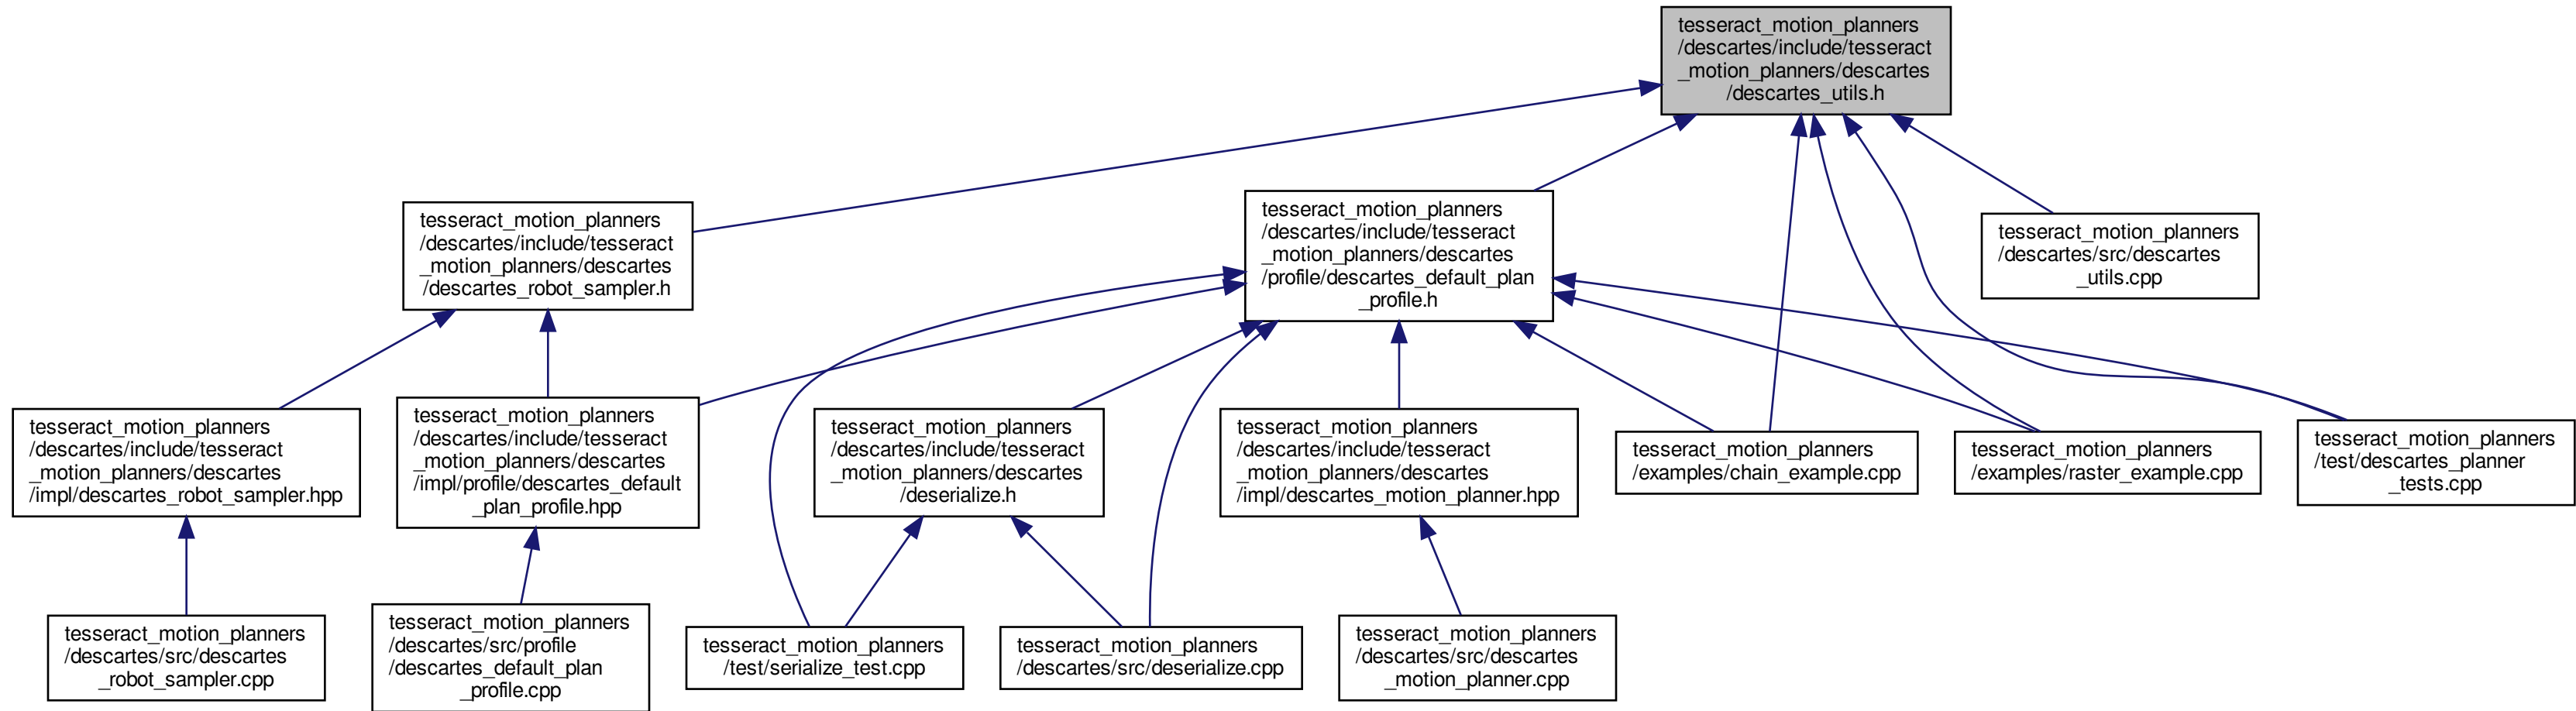 tesseract_motion_planners
/descartes/include/tesseract
_motion_planners/descartes
/descartes_utils.h
tesseract_motion_planners
/descartes/include/tesseract
_motion_planners/descartes
/descartes_robot_sampler.h
tesseract_motion_planners
/descartes/include/tesseract
_motion_planners/descartes
/profile/descartes_default_plan
_profile.h
tesseract_motion_planners
/descartes/src/descartes
_utils.cpp
tesseract_motion_planners
/descartes/include/tesseract
_motion_planners/descartes
/impl/descartes_robot_sampler.hpp
tesseract_motion_planners
/descartes/include/tesseract
_motion_planners/descartes
/impl/profile/descartes_default
_plan_profile.hpp
tesseract_motion_planners
/descartes/include/tesseract
_motion_planners/descartes
/deserialize.h
tesseract_motion_planners
/descartes/include/tesseract
_motion_planners/descartes
/impl/descartes_motion_planner.hpp
tesseract_motion_planners
/examples/chain_example.cpp
tesseract_motion_planners
/examples/raster_example.cpp
tesseract_motion_planners
/test/descartes_planner
_tests.cpp
tesseract_motion_planners
/descartes/src/descartes
_robot_sampler.cpp
tesseract_motion_planners
/descartes/src/profile
/descartes_default_plan
_profile.cpp
tesseract_motion_planners
/test/serialize_test.cpp
tesseract_motion_planners
/descartes/src/deserialize.cpp
tesseract_motion_planners
/descartes/src/descartes
_motion_planner.cpp